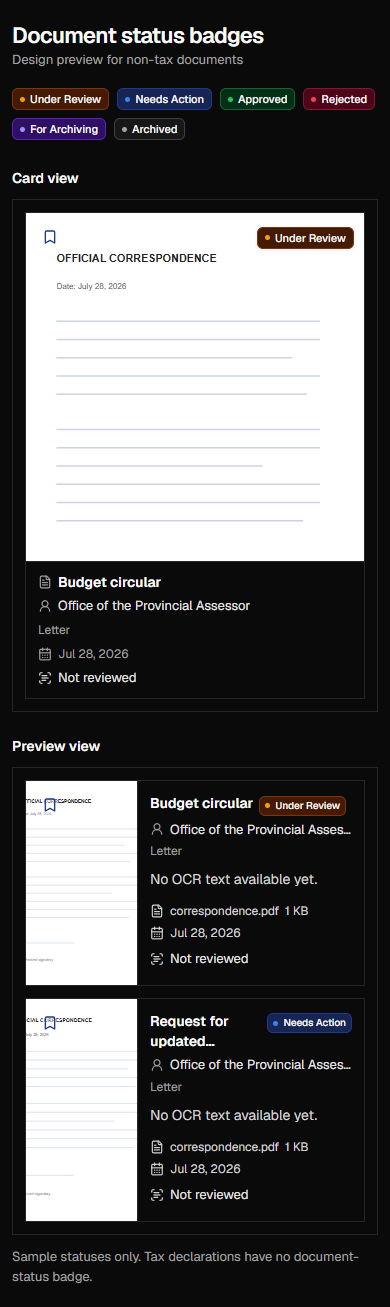 Document status badges
Design preview for non-tax documents
Under Review
Needs Action
Approved
Rejected
For Archiving
Archived
Card view
Under Review
OFFICIAL CORRESPONDENCE
Date: July 28, 2026
Budget circular
Office of the Provincial Assessor
Letter
Jul 28, 2026
Not reviewed
Preview view
Budget circular
Under Review
Office of the Provincial Asses...
Letter
No OCR text available yet.
correspondence.pdf 1 KB
Jul 28, 2026
Not reviewed
Request for
updated...
Needs Action
Office of the Provincial Asses...
Letter
No OCR text available yet.
correspondence.pdf 1 KB
Jul 28, 2026
Not reviewed
Sample statuses only. Tax declarations have no document-
status badge.